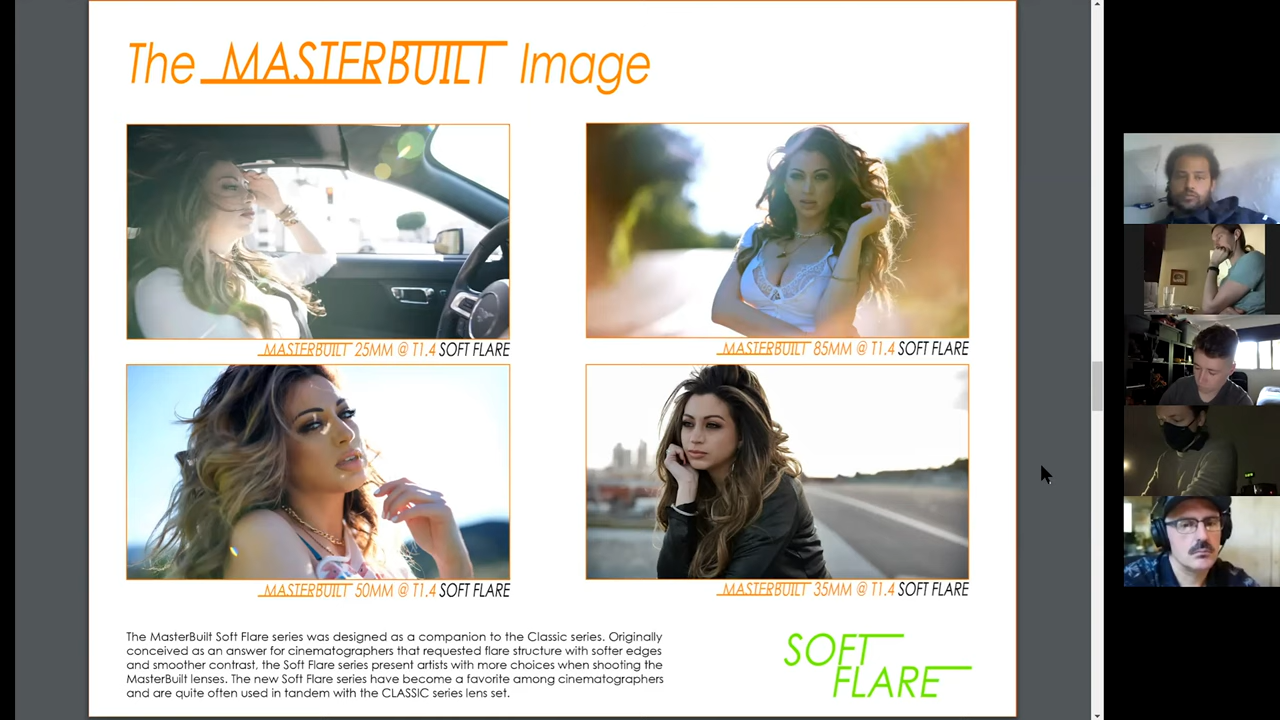 The MASTERBUILT Image
MASTERBUILT 25MM @ T1.4 SOFT FLARE
MASTERBUILT 85MM @ T1.4 SOFT FLARE
MASTERBUILT 50MM @ T1.4 SOFT FLARE
MASTERBUILT 35MM @ T1.4 SOFT FLARE
The MasterBuilt Soft Flare series was designed as a companion to the Classic series. Originally
conceived as an answer for cinematographers that requested flare structure with softer edges
and smoother contrast, the Soft Flare series present artists with more choices when shooting the
MasterBuilt lenses. The new Soft Flare series have become a favorite among cinematographers
and are quite often used in tandem with the CLASSIC series lens set.
SOFT
FLARE